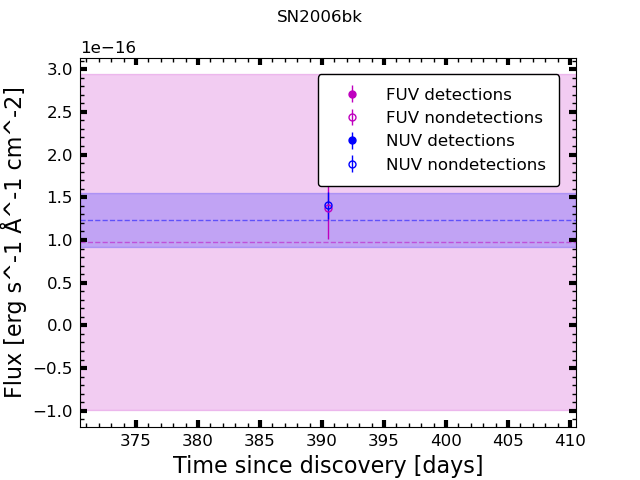 SN2006bk
1e−16
3.0
2.5
2.0
1.5
1.0
0.5
0.0
−0.5
−1.0
Flux [erg s^-1 Å^-1 cm^-2]
FUV detections
FUV nondetections
NUV detections
NUV nondetections
375 380 385 390 395 400 405 410
Time since discovery [days]